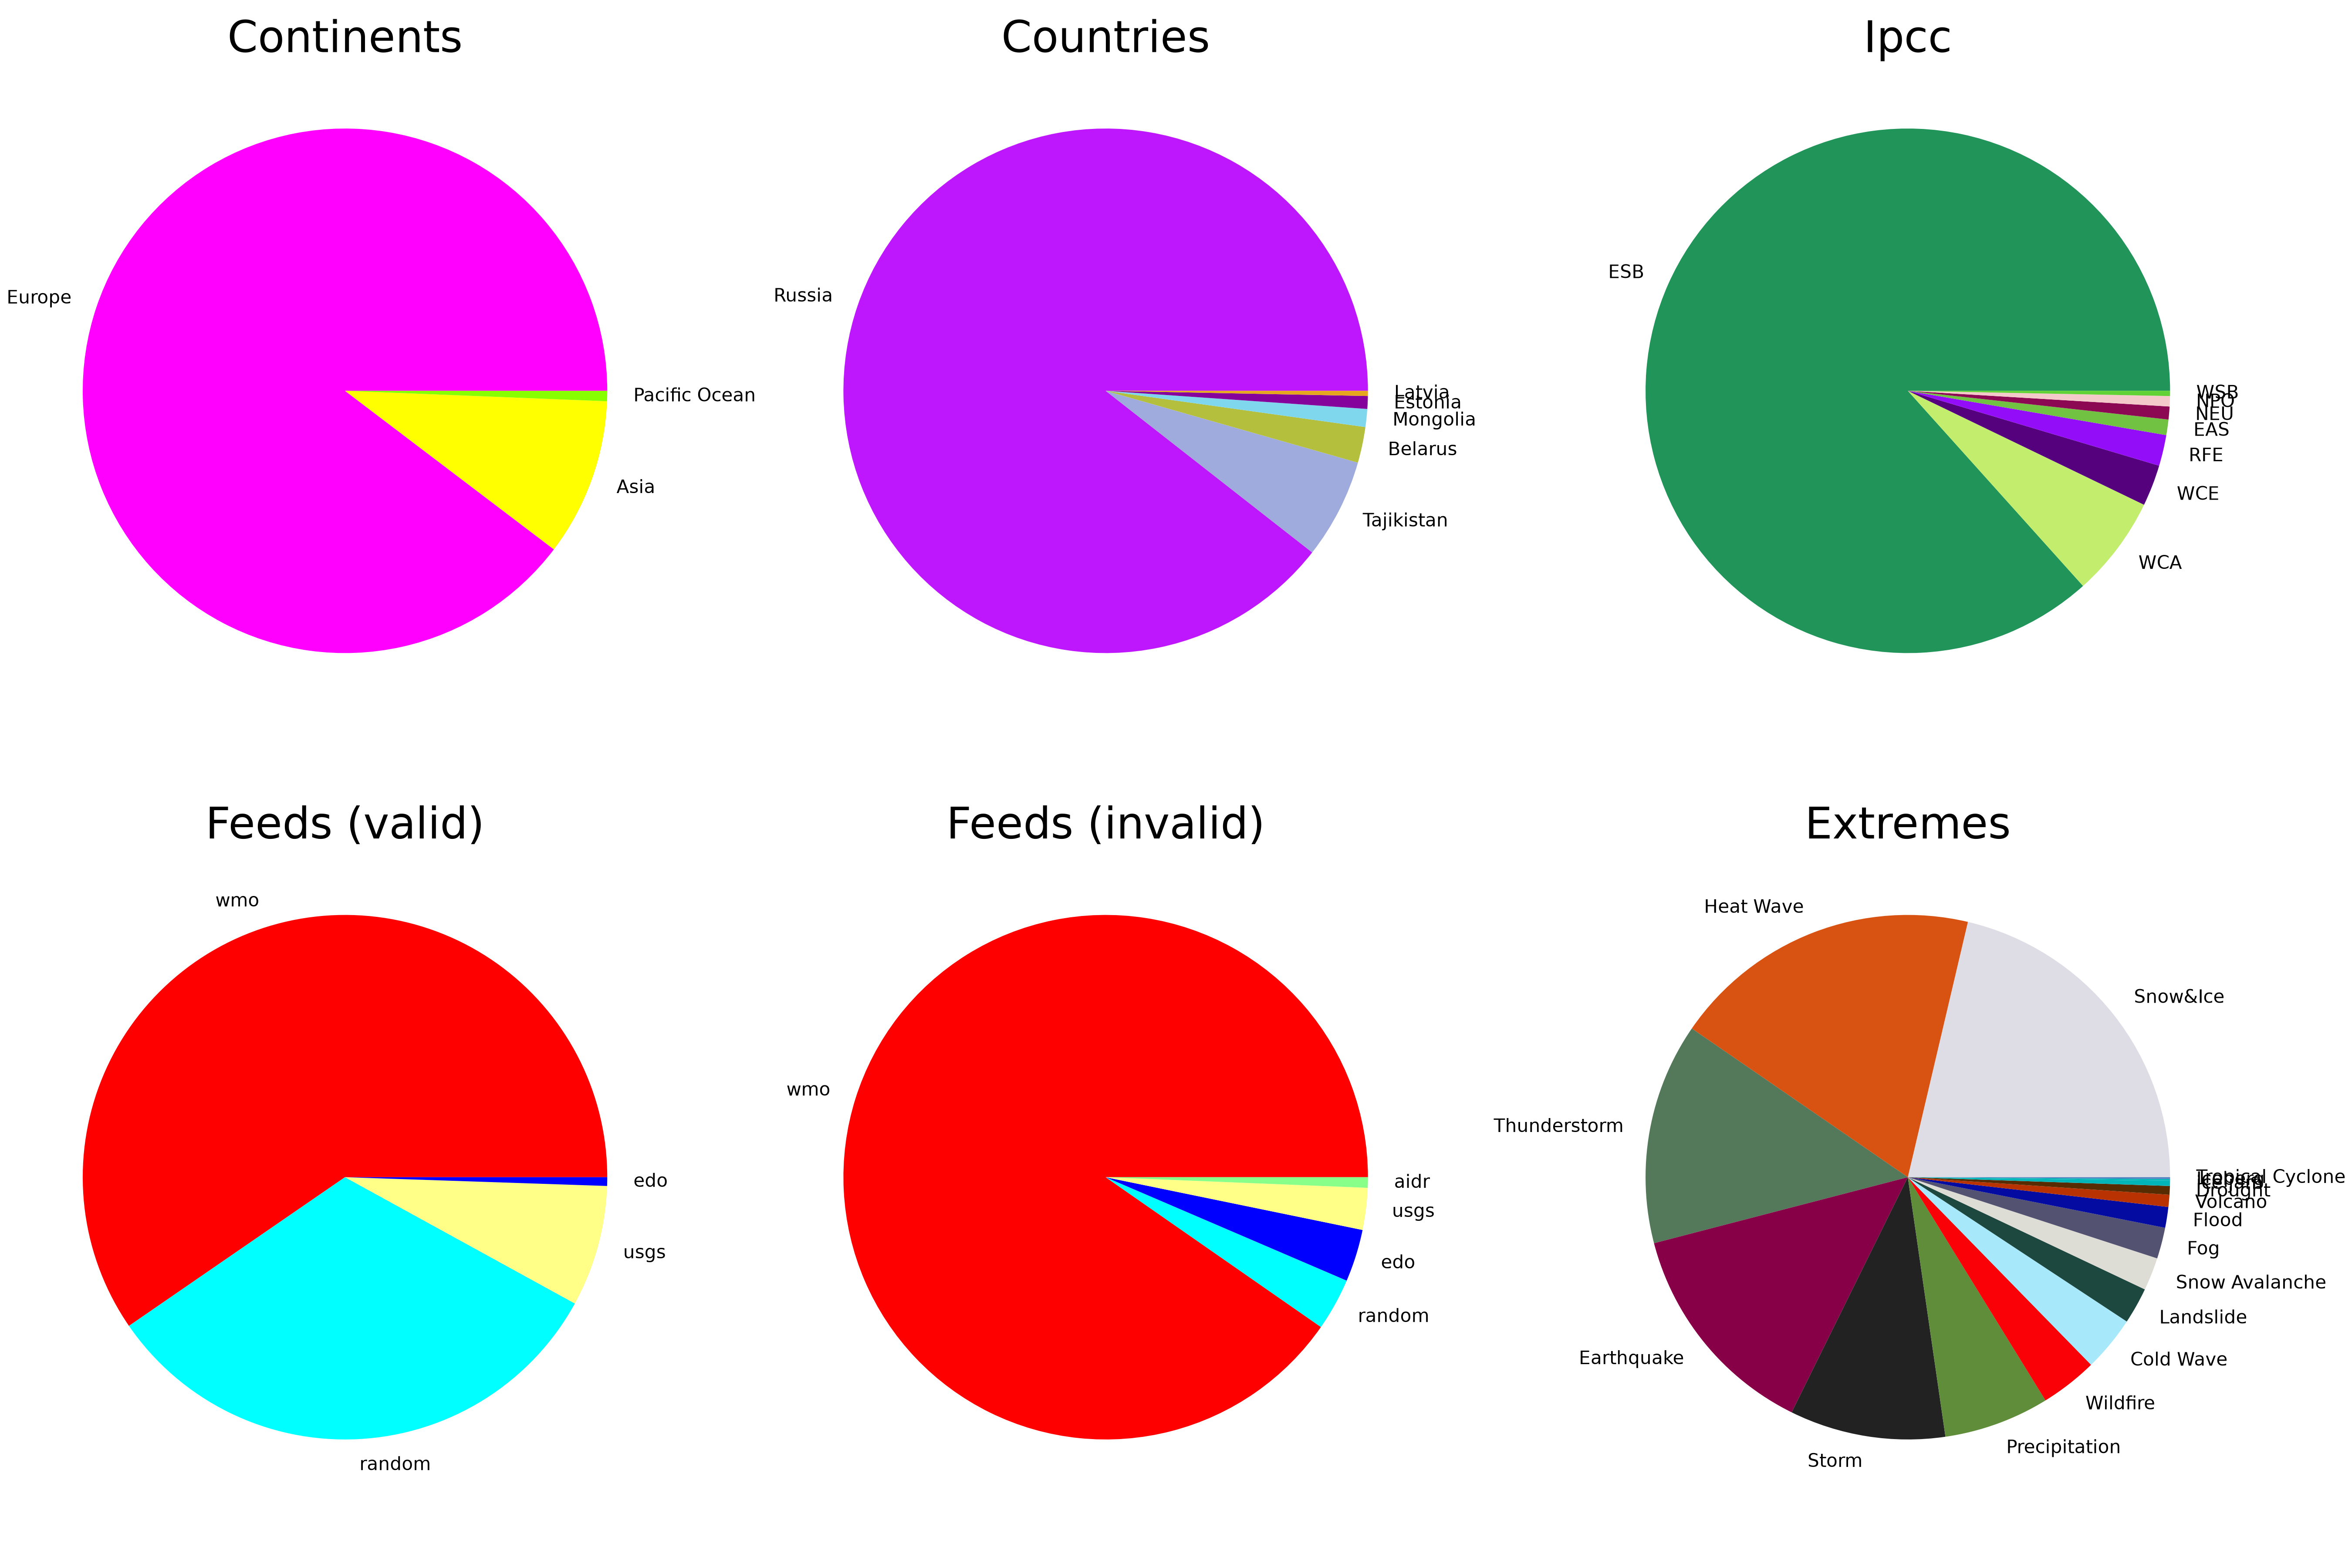 Continents
Countries
Ipcc
Europe
Pacific Ocean
Asia
Russia
Latvia
Estonia
Mongolia
Belarus
Tajikistan
ESB
WSB
NPO
NEU
EAS
RFE
WCE
WCA
Feeds (valid)
Feeds (invalid)
Extremes
wmo
edo
usgs
random
wmo
aidr
usgs
edo
random
Heat Wave
Snow&Ice
Thunderstorm
Tropical Cyclone
Drought
Volcano
Flood
Fog
Snow Avalanche
Landslide
Cold Wave
Wildfire
Earthquake
Precipitation
Storm